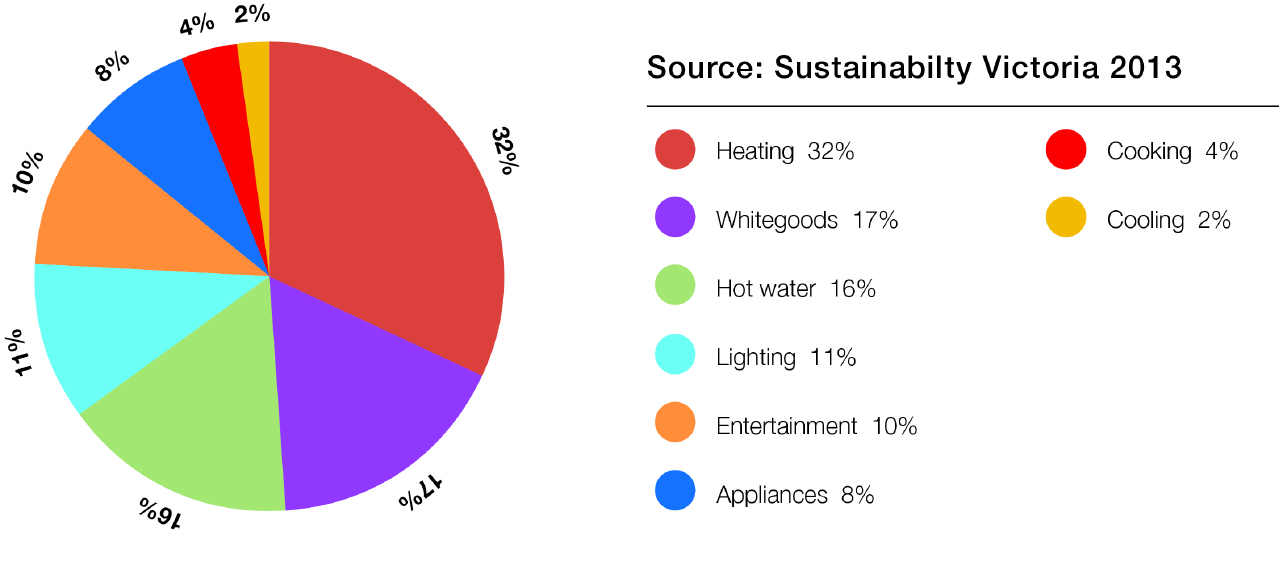 2%
4%
8%
10%
11%
16%
17%
32%
Source: Sustainabilty Victoria 2013
Heating 32%
Whitegoods 17%
Hot water 16%
Lighting 11%
Entertainment 10%
Appliances 8%
Cooking 4%
Cooling 2%